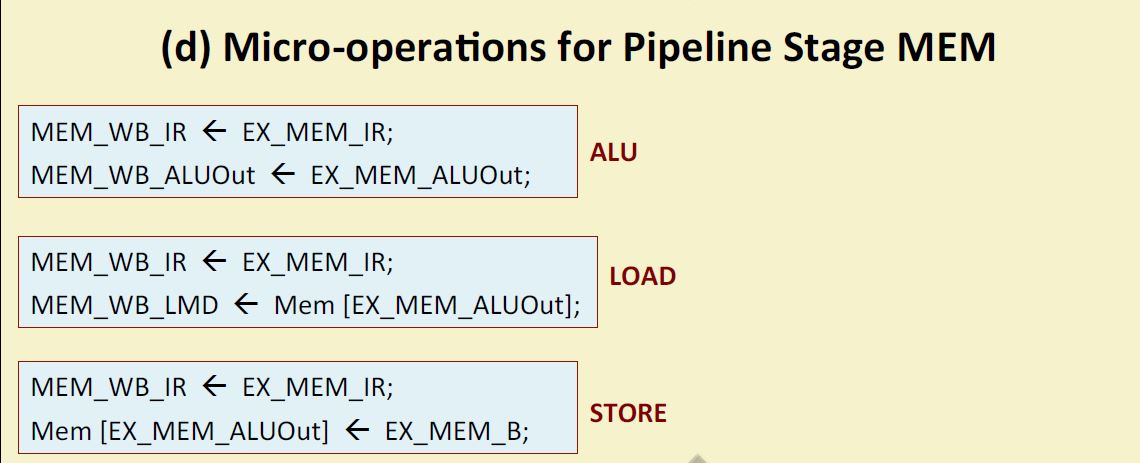 (d) Micro-operations for Pipeline Stage MEM
MEM_WB_IR ← EX_MEM_IR;
MEM_WB_ALUOut ← EX_MEM_ALUOut;
ALU
MEM_WB_IR ← EX_MEM_IR;
MEM_WB_LMD ← Mem [EX_MEM_ALUOut];
LOAD
MEM_WB_IR ← EX_MEM_IR;
Mem [EX_MEM_ALUOut] ← EX_MEM_B;
STORE